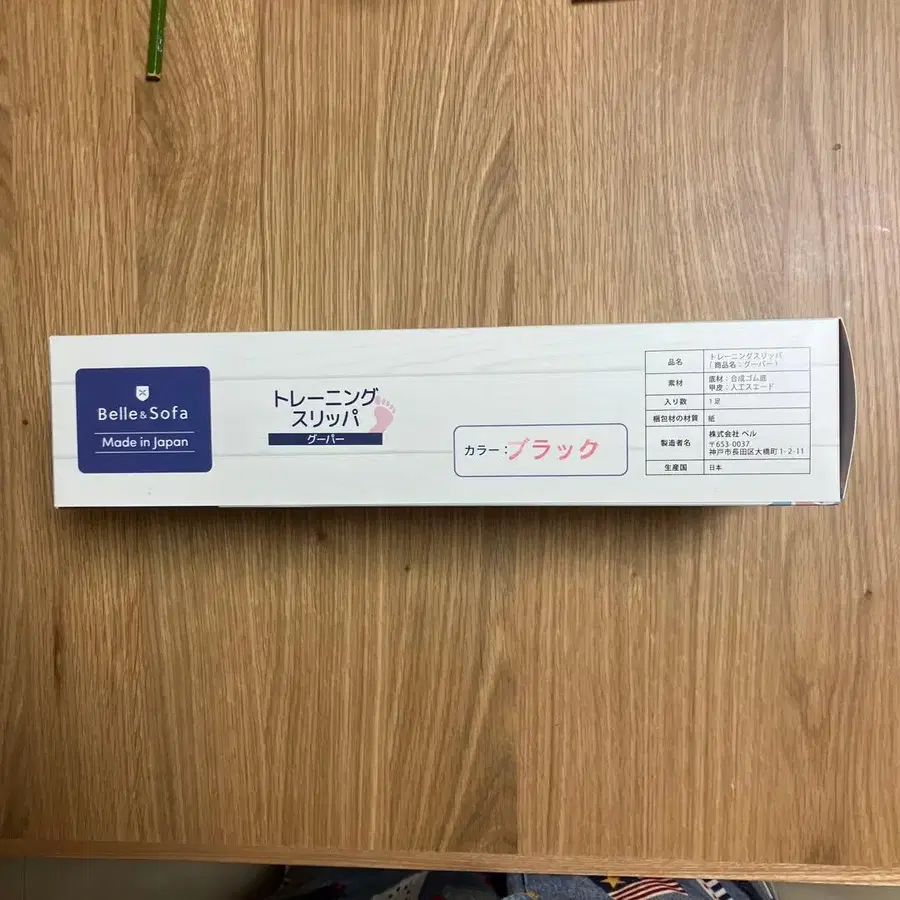 Belle&Sofa
Made in Japan
トレーニング
スリッパ
グーパー
カラー：ブラック
品名 トレーニングスリッパ
（商品名：グーパー）
素材 底材：合成ゴム底
甲皮：人工スエード
入り数 1足
梱包材の材質 紙
製造者名 株式会社 ベル
〒653-0037
神戸市長田区大橋町1-2-11
生産国 日本